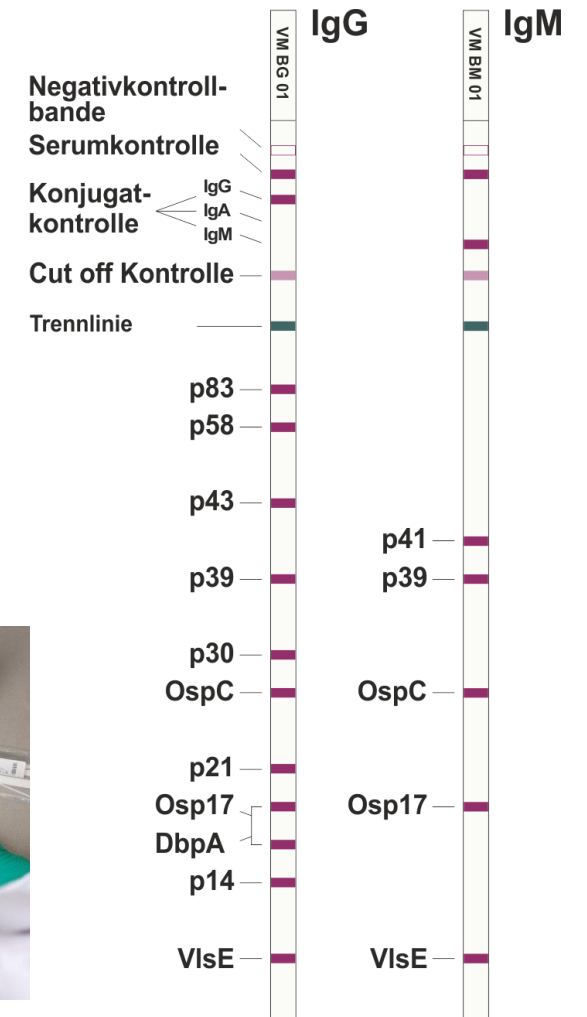 IgG
IgM
VM BG 01
VM BM 01
Negativkontroll-
bande
Serumkontrolle
Konjugat-
kontrolle
IgG
IgA
IgM
Cut off Kontrolle
Trennlinie
p83
p58
p43
p41
p39
p39
p30
OspC
OspC
p21
Osp17
Osp17
DbpA
p14
VlsE
VlsE